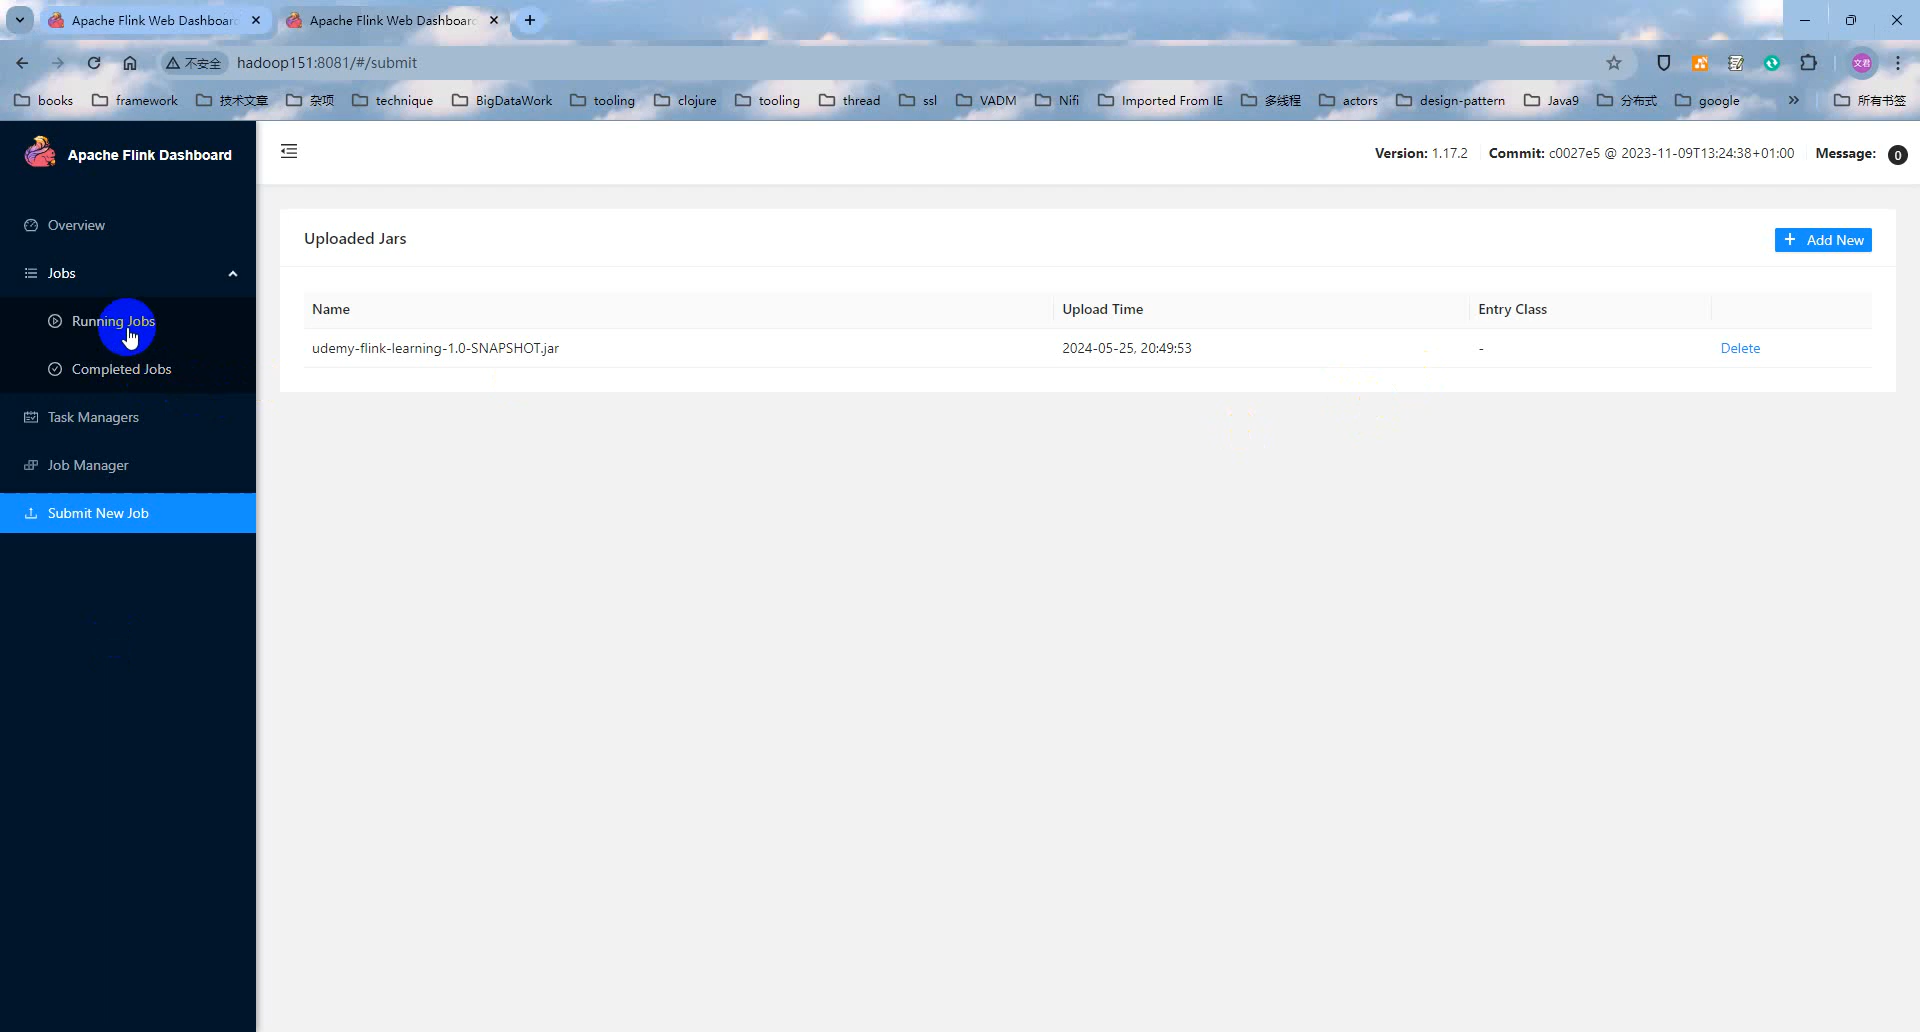 Apache Flink Web Dashboard
Apache Flink Web Dashboard
不安全
hadoop151:8081/#/submit
文君
books
framework
技术文章
杂项
technique
BigDataWork
tooling
clojure
tooling
thread
ssl
VADM
Nifi
Imported From IE
多线程
actors
design-pattern
Java9
分布式
google
所有书签
Apache Flink Dashboard
Version: 1.17.2
Commit: c0027e5 @ 2023-11-09T13:24:38+01:00
Message: 0
Overview
Jobs
Running Jobs
Completed Jobs
Task Managers
Job Manager
Submit New Job
Uploaded Jars
Add New
Name
Upload Time
Entry Class
udemy-flink-learning-1.0-SNAPSHOT.jar
2024-05-25, 20:49:53
-
Delete